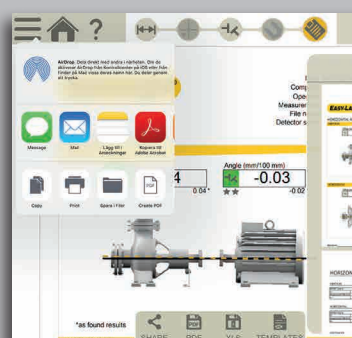 ?
AirDrop. Dela direkt med andra i närheten. Om de
aktiverar AirDrop från Kontrollcenter på iOS eller från
Finder på Mac visas deras namn här. Du delar genom
att trycka.
Message
Mail
Lägg till i
Anteckningar
Kopiera till
Adobe Acrobat
Copy
Print
Spara i Filer
Create PDF
Comp
Ope
Measurer
File n
Detector s
4
0.04
Angle (mm/100 mm)
-0.03
-0.02
EASY-LA
HORIZON
*as found results
SHARE
PDF
XLS
TEMPLATES